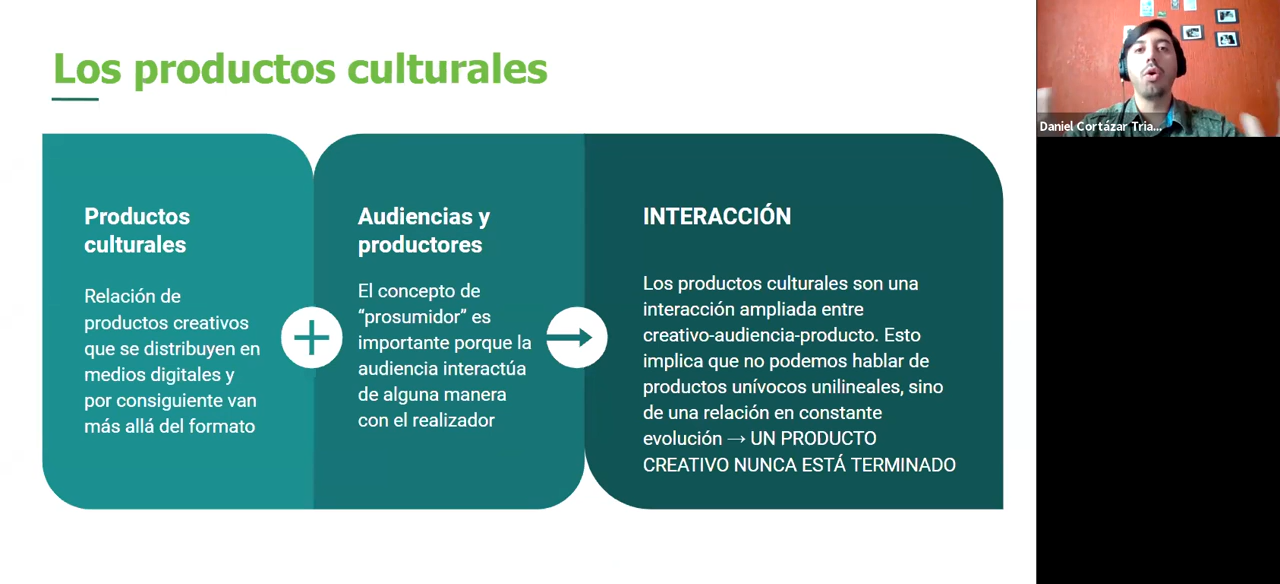 Los productos culturales
Productos
culturales
Relación de
productos creativos
que se distribuyen en
medios digitales y
por consiguiente van
más allá del formato
Audiencias y
productores
El concepto de
“prosumidor” es
importante porque la
audiencia interactúa
de alguna manera
con el realizador
INTERACCIÓN
Los productos culturales son una
interacción ampliada entre
creativo-audiencia-producto. Esto
implica que no podemos hablar de
productos unívocos unilineales, sino
de una relación en constante
evolución → UN PRODUCTO
CREATIVO NUNCA ESTÁ TERMINADO
Daniel Cortázar Tria...